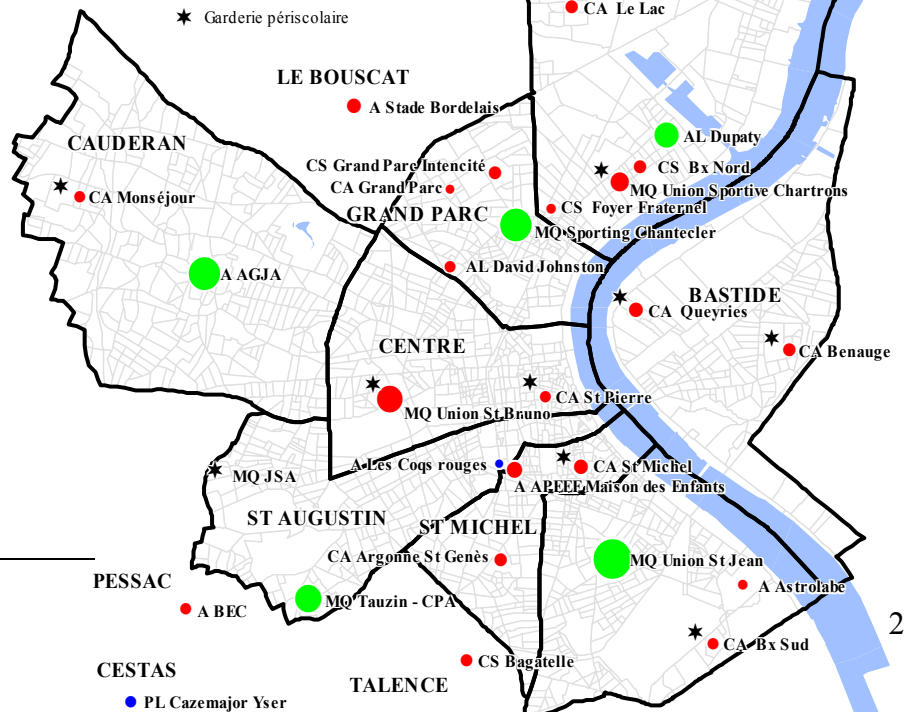 Garderie périscolaire
CA Le Lac
LE BOUSCAT
A Stade Bordelais
CAUDERAN
AL Dupaty
CS Grand Parc Intencité
CS Bx Nord
CA Grand Parc
MQ Union Sportive Chartrons
CA Monséjour
GRAND PARC
CS Foyer Fraternel
MQ Sporting Chantecler
A AGJA
AL David Johnston
BASTIDE
CA Queyries
CENTRE
CA Benauge
CA St Pierre
MQ Union St Bruno
A Les Coqs rouges
CA St Michel
MQ JSA
A APEEE Maison des Enfants
ST AUGUSTIN
ST MICHEL
CA Argonne St Genès
MQ Union St Jean
PESSAC
A Astrolabe
MQ Tauzin - CPA
A BEC
2
CA Bx Sud
CS Bagatelle
CESTAS
TALENCE
PL Cazemajor Yser